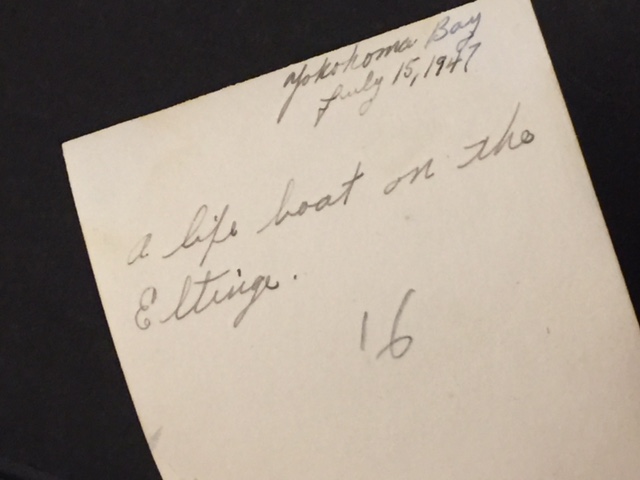 Yokohoma Bay
July 15, 1947
A life boat on the
Eltinge.
16